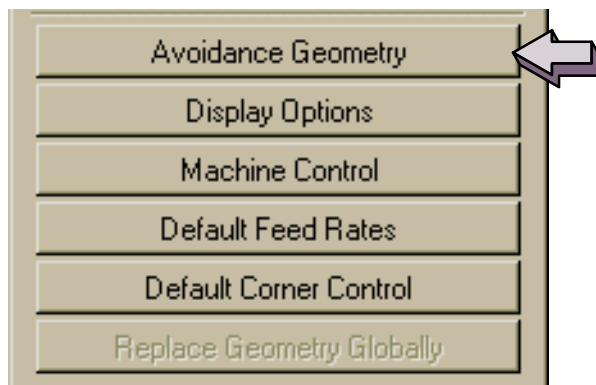 Avoidance Geometry
Display Options
Machine Control
Default Feed Rates
Default Corner Control
Replace Geometry Globally